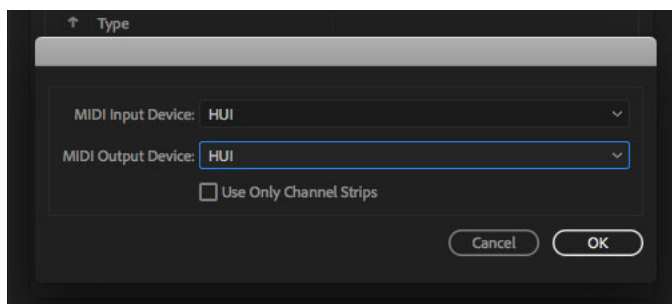 ↑ Type
MIDI Input Device: HUI
MIDI Output Device: HUI
Use Only Channel Strips
Cancel OK